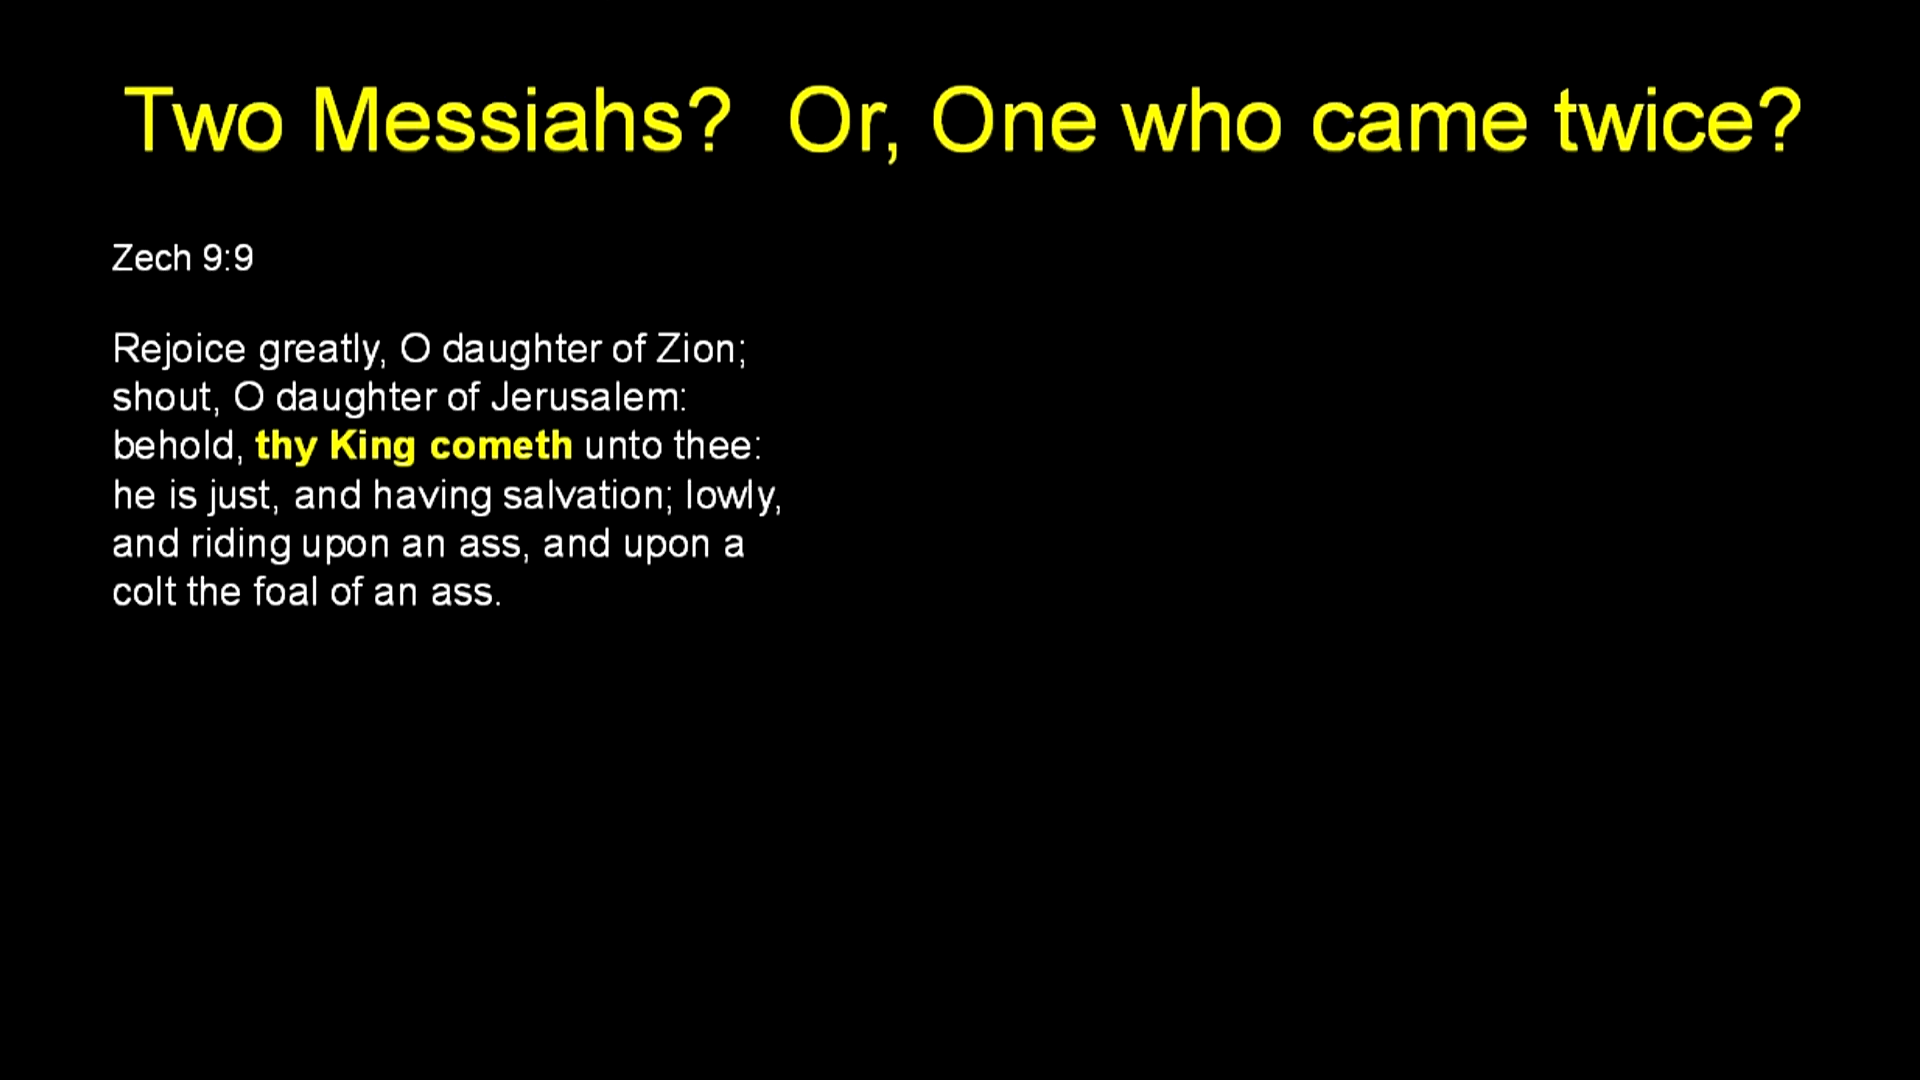 Two Messiahs? Or, One who came twice?
Zech 9:9
Rejoice greatly, O daughter of Zion;
shout, O daughter of Jerusalem:
behold, thy King cometh unto thee:
he is just, and having salvation; lowly,
and riding upon an ass, and upon a
colt the foal of an ass.